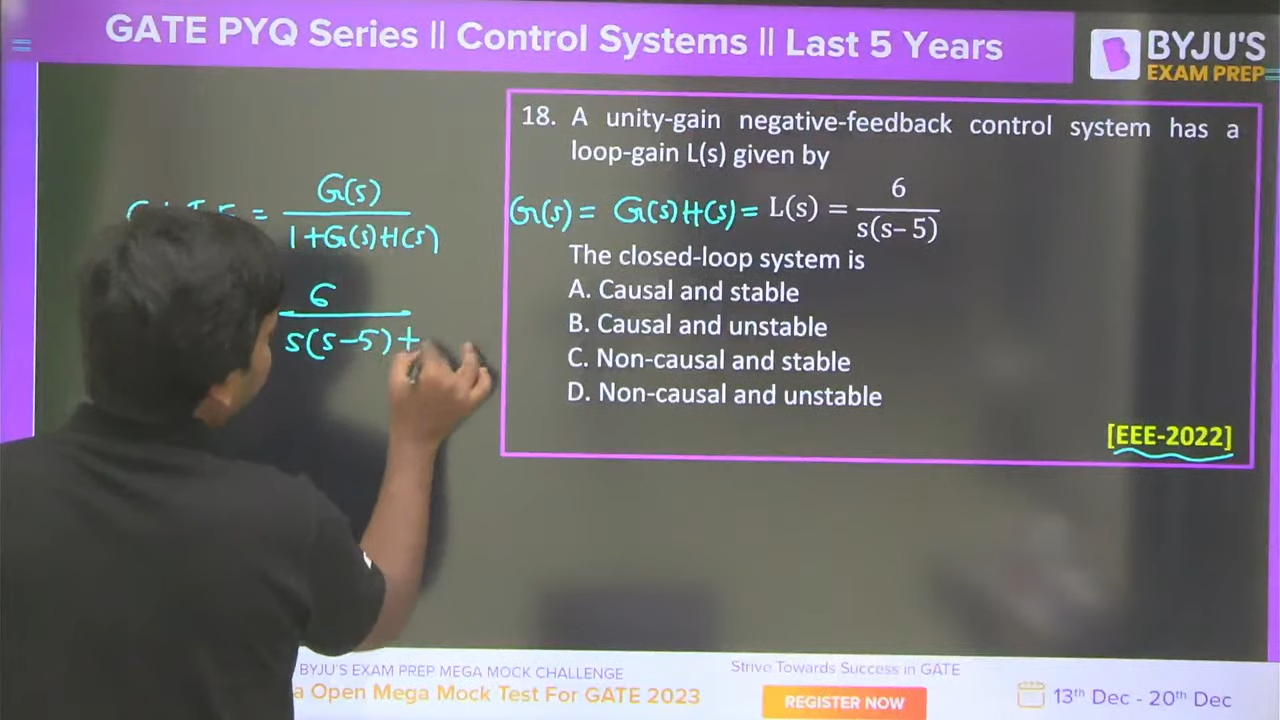 GATE PYQ Series || Control Systems || Last 5 Years
BYJU'S
EXAM PREP
18. A unity-gain negative-feedback control system has a
loop-gain L(s) given by
G(s) = G(s)H(s) = L(s) = 6 / s(s-5)
The closed-loop system is
A. Causal and stable
B. Causal and unstable
C. Non-causal and stable
D. Non-causal and unstable
[EEE-2022]
= G(s) / 1+G(s)H(s)
6 / s(s-5)+
BYJU'S EXAM PREP MEGA MOCK CHALLENGE
a Open Mega Mock Test For GATE 2023
Strive Towards Success in GATE
REGISTER NOW
13th Dec - 20th Dec